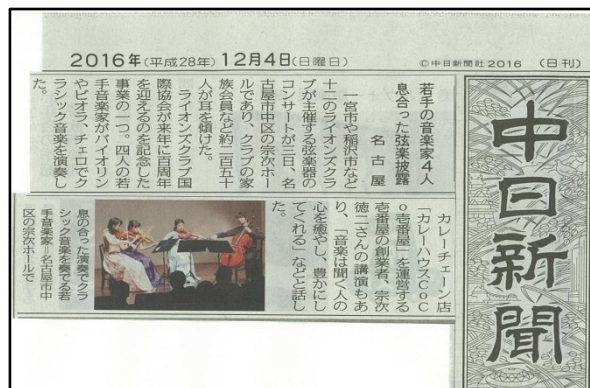 2016年(平成28年)12月4日(日曜日)
©中日新聞社 2016 (日刊)
中日新聞
若手の音楽家4人
息合った弦楽披露
名古屋
一宮市や稲沢市など
十二のライオンズクラ
ブが主催する弦楽器の
コンサートが三日、名
古屋市中区の宗次ホー
ルであり、クラブの家
族会員など約二百五十
人が耳を傾けた。
ライオンズクラブ国
際協会が来年に百周年
を迎えるのを記念した
事業の一つ。四人の若
手音楽家がバイオリン
やビオラ、チェロでク
ラシック音楽を演奏し
た。
カレーチェーン店
「カレーハウスCoC
o壱番屋」を運営する
壱番屋の創業者、宗次
徳二さんの講演もあ
り、「音楽は聞く人の
心を癒やし、豊かにし
てくれる」などと話し
た。
息の合った演奏でクラ
シック音楽を奏でる若
手音楽家=名古屋市中
区の宗次ホールで